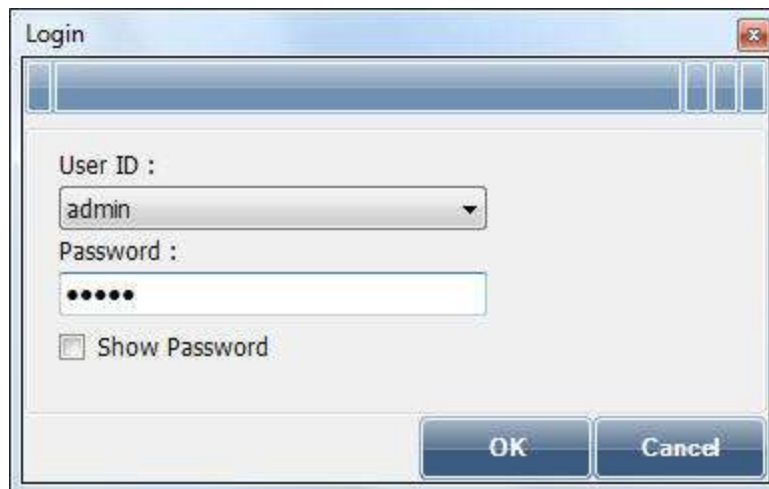 Login
User ID :
admin
Password :
•••••
Show Password
OK Cancel